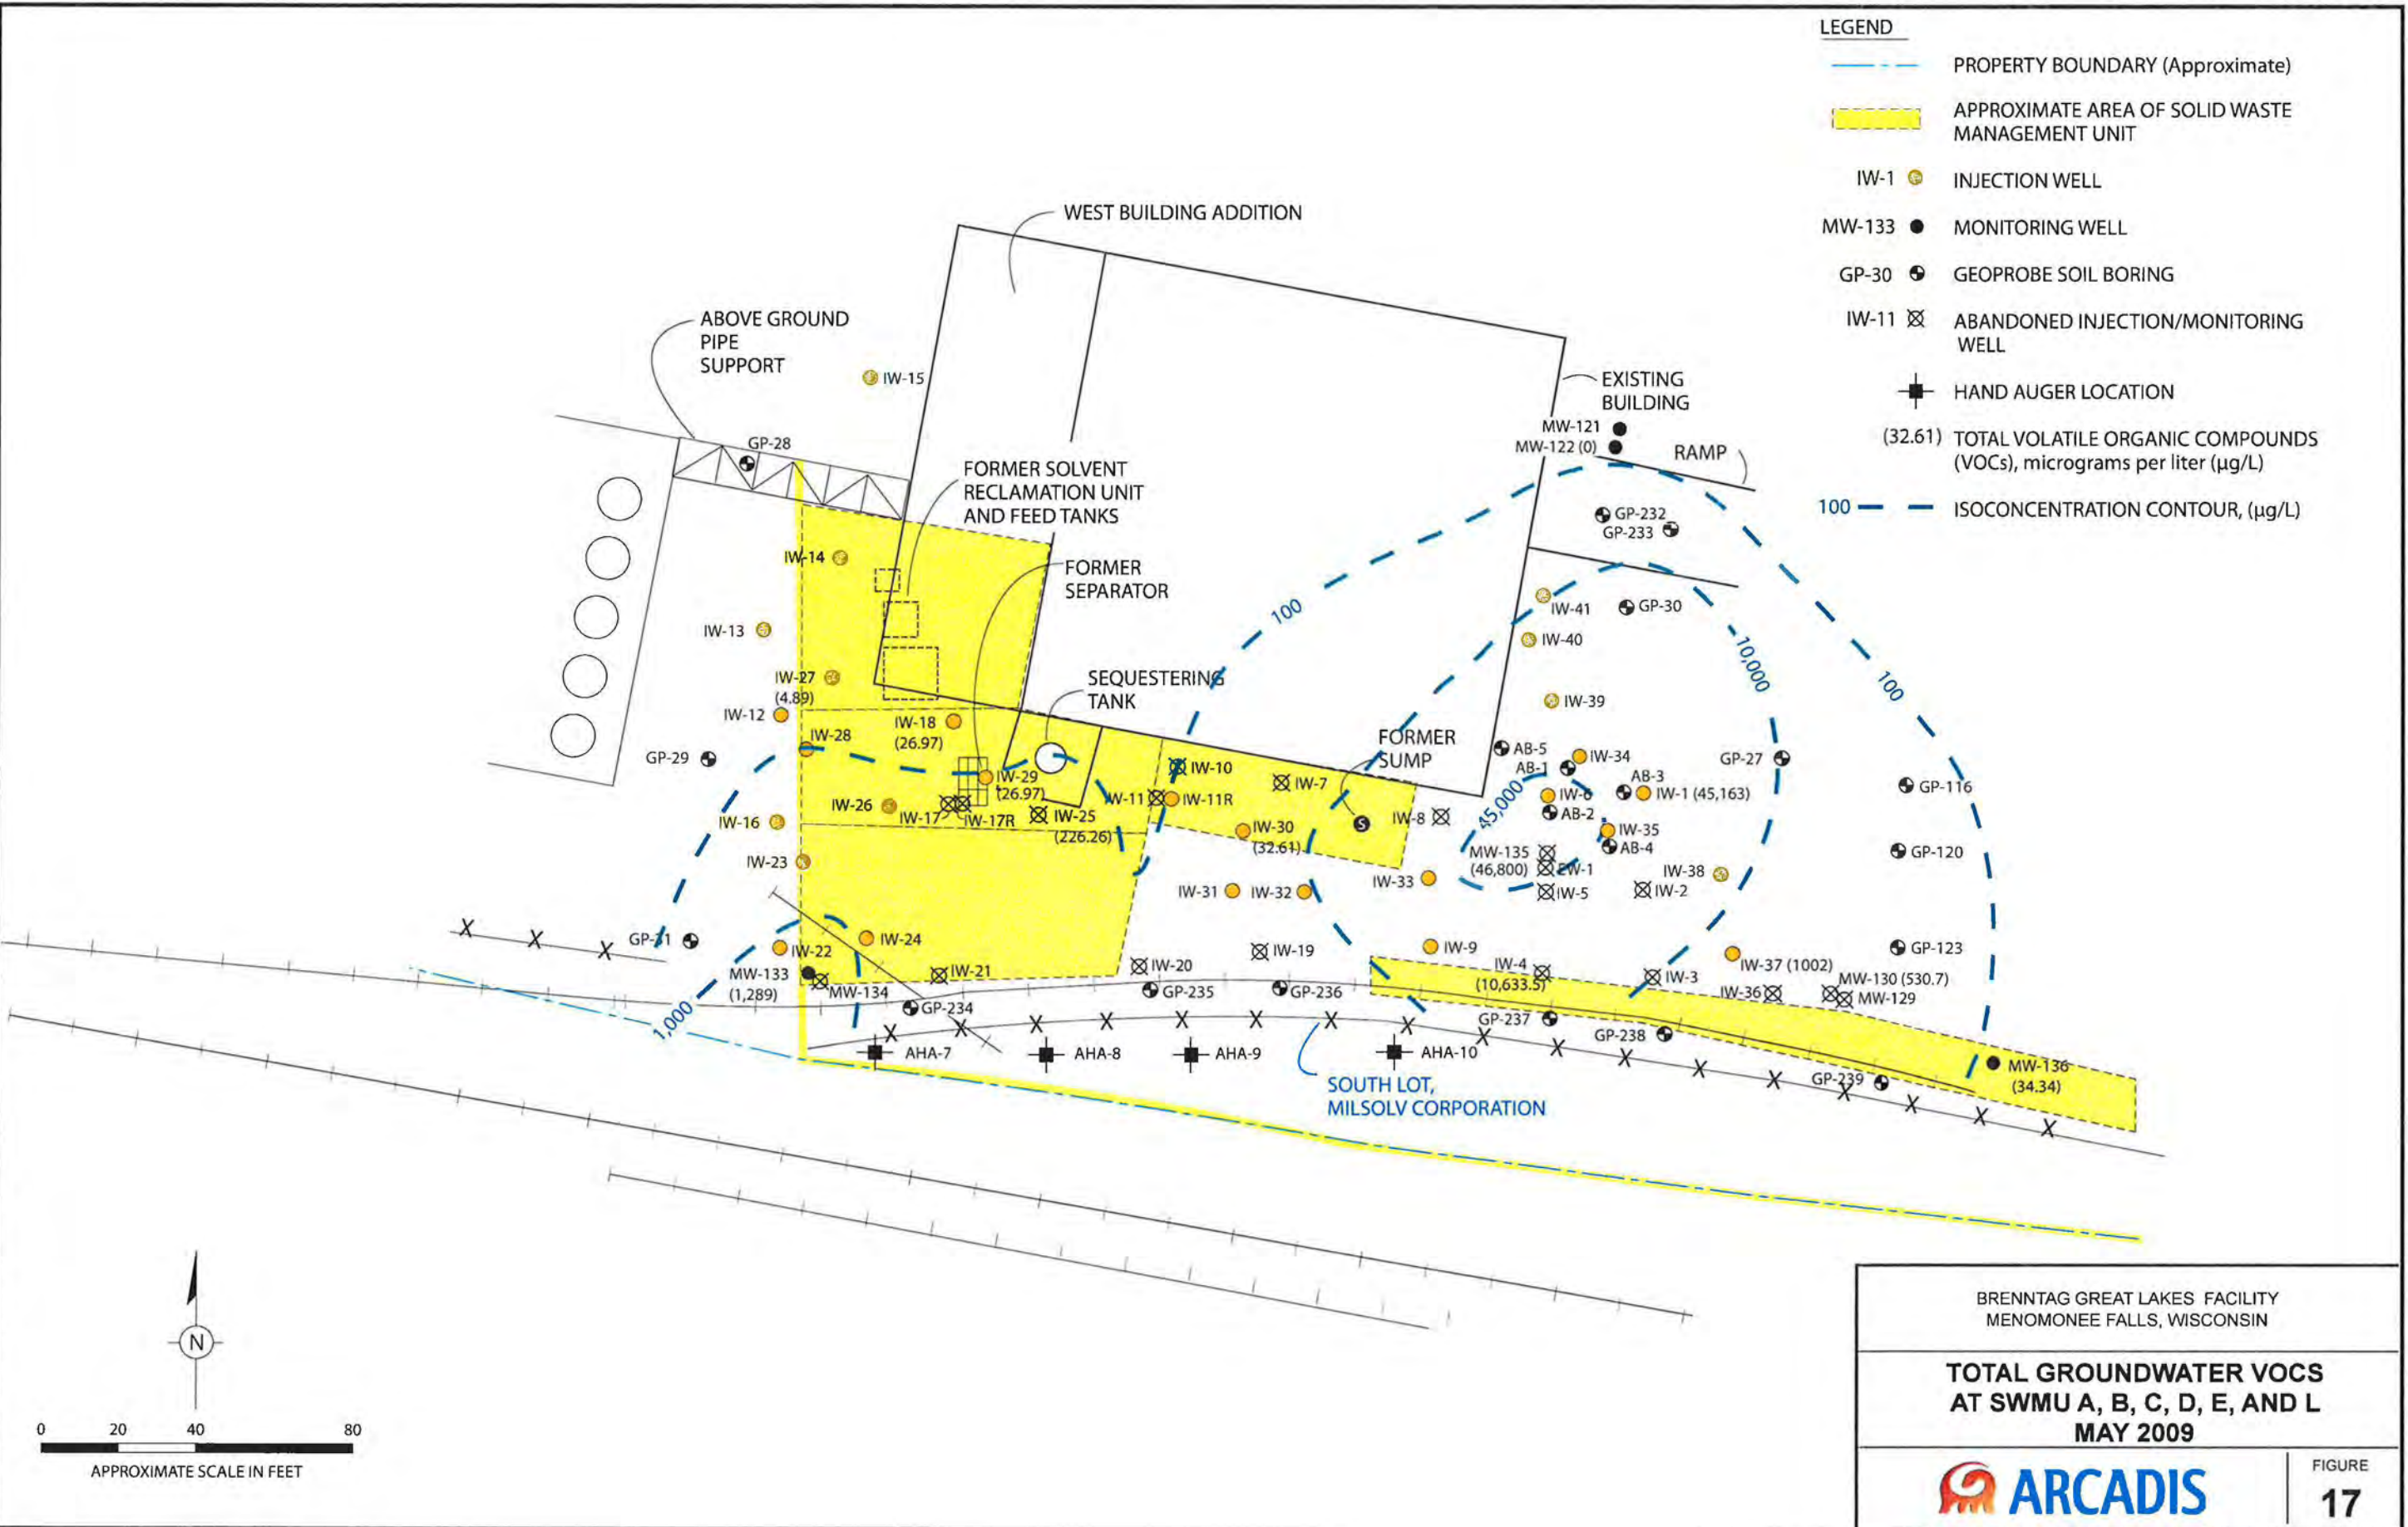 LEGEND
PROPERTY BOUNDARY (Approximate)
APPROXIMATE AREA OF SOLID WASTE
MANAGEMENT UNIT
IW-1 INJECTION WELL
MW-133 MONITORING WELL
GP-30 GEOPROBE SOIL BORING
IW-11 ABANDONED INJECTION/MONITORING
WELL
HAND AUGER LOCATION
(32.61) TOTAL VOLATILE ORGANIC COMPOUNDS
(VOCs), micrograms per liter (µg/L)
100 ISOCONCENTRATION CONTOUR, (µg/L)
WEST BUILDING ADDITION
ABOVE GROUND
PIPE
SUPPORT
IW-15
EXISTING
BUILDING
MW-121
MW-122 (0)
RAMP
GP-28
FORMER SOLVENT
RECLAMATION UNIT
AND FEED TANKS
GP-232
GP-233
IW-14
FORMER
SEPARATOR
100
IW-41
GP-30
IW-13
IW-40
10,000
IW-27
(4.89)
SEQUESTERING
TANK
100
IW-39
IW-12
IW-18
(26.97)
IW-28
FORMER
SUMP
GP-29
AB-5
IW-34
AB-1
GP-27
IW-10
IW-7
IW-29
(26.97)
AB-3
IW-1 (45,163)
GP-116
45,000
IW-6
IW-11
IW-11R
IW-26
IW-17
IW-17R
IW-25
(226.26)
IW-8
AB-2
IW-16
IW-30
(32.61)
IW-35
AB-4
GP-120
IW-23
MW-135
(46,800)
EW-1
IW-38
IW-33
IW-31
IW-32
IW-5
IW-2
GP-31
IW-22
IW-24
IW-19
IW-9
GP-123
MW-133
(1,289)
MW-134
IW-21
IW-20
IW-4
(10,633.5)
IW-3
IW-37 (1002)
IW-36
MW-130 (530.7)
MW-129
GP-234
GP-235
GP-236
1,000
GP-237
GP-238
AHA-7
AHA-8
AHA-9
AHA-10
GP-239
MW-136
(34.34)
SOUTH LOT,
MILSOLV CORPORATION
X X X
X X X X X X X X X X X X X X X X X
N
0 20 40 80
APPROXIMATE SCALE IN FEET
S
BRENNTAG GREAT LAKES FACILITY
MENOMONEE FALLS, WISCONSIN
TOTAL GROUNDWATER VOCS
AT SWMU A, B, C, D, E, AND L
MAY 2009
ARCADIS
FIGURE
17